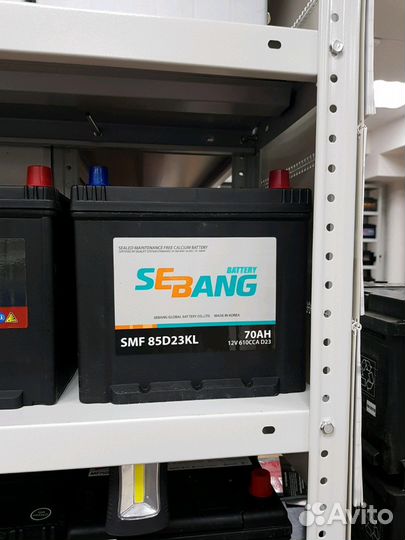 SEALED MAINTENANCE FREE CALCIUM BATTERY
BATTERY
SEBANG
SEBANG GLOBAL BATTERY CO.,LTD. MADE IN KOREA
SMF 85D23KL
70AH
12V 610CCA D23
Avito